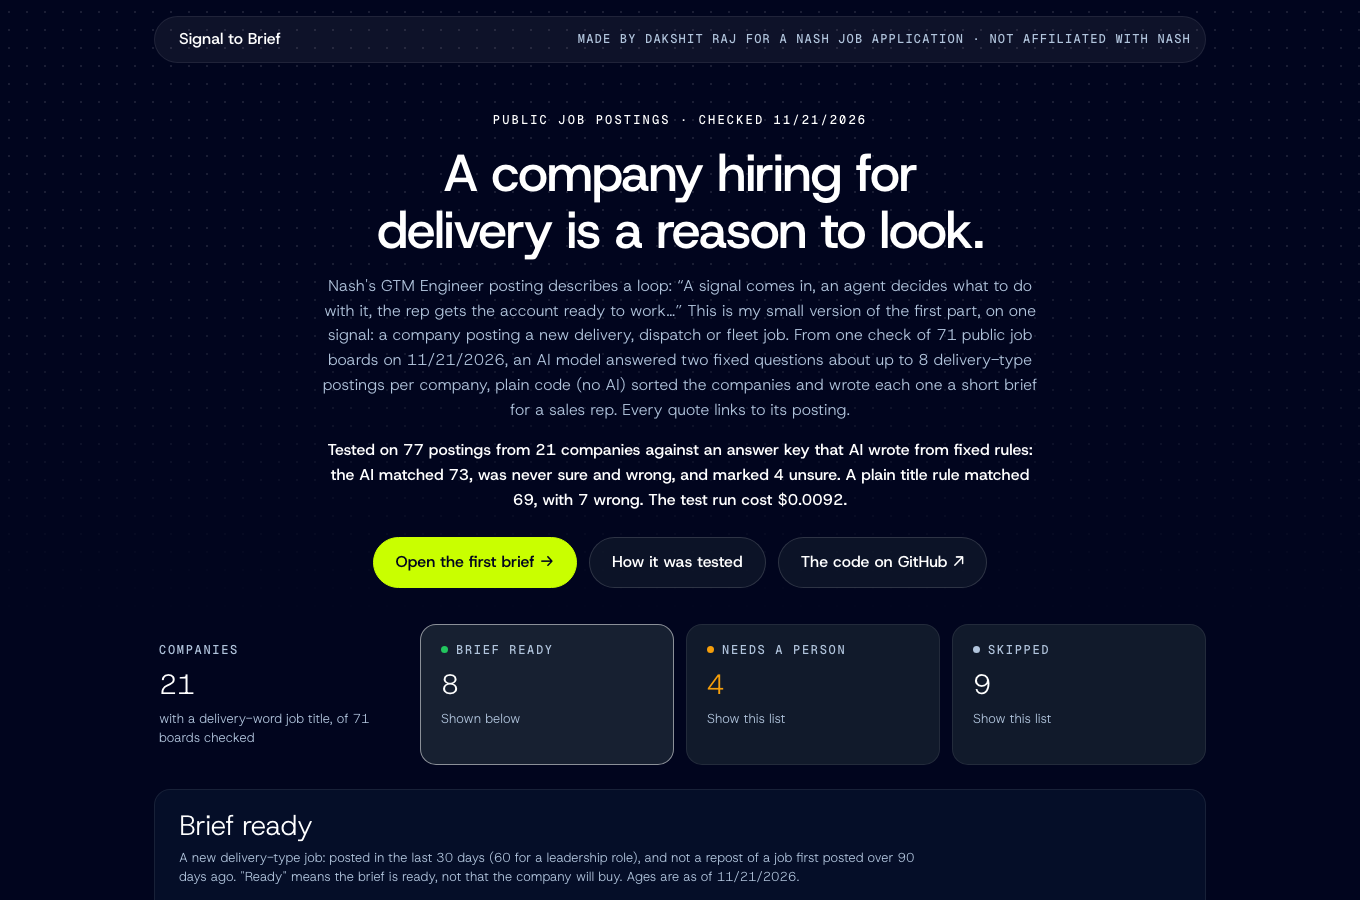 Signal to Brief
MADE BY DAKSHIT RAJ FOR A NASH JOB APPLICATION · NOT AFFILIATED WITH NASH
PUBLIC JOB POSTINGS · CHECKED 11/21/2026
A company hiring for
delivery is a reason to look.
Nash's GTM Engineer posting describes a loop: “A signal comes in, an agent decides what to do
with it, the rep gets the account ready to work…” This is my small version of the first part, on one
signal: a company posting a new delivery, dispatch or fleet job. From one check of 71 public job
boards on 11/21/2026, an AI model answered two fixed questions about up to 8 delivery-type
postings per company, plain code (no AI) sorted the companies and wrote each one a short brief
for a sales rep. Every quote links to its posting.
Tested on 77 postings from 21 companies against an answer key that AI wrote from fixed rules:
the AI matched 73, was never sure and wrong, and marked 4 unsure. A plain title rule matched
69, with 7 wrong. The test run cost $0.0092.
Open the first brief →
How it was tested
The code on GitHub ↗
COMPANIES
21
with a delivery-word job title, of 71
boards checked
BRIEF READY
8
Shown below
NEEDS A PERSON
4
Show this list
SKIPPED
9
Show this list
Brief ready
A new delivery-type job: posted in the last 30 days (60 for a leadership role), and not a repost of a job first posted over 90
days ago. "Ready" means the brief is ready, not that the company will buy. Ages are as of 11/21/2026.